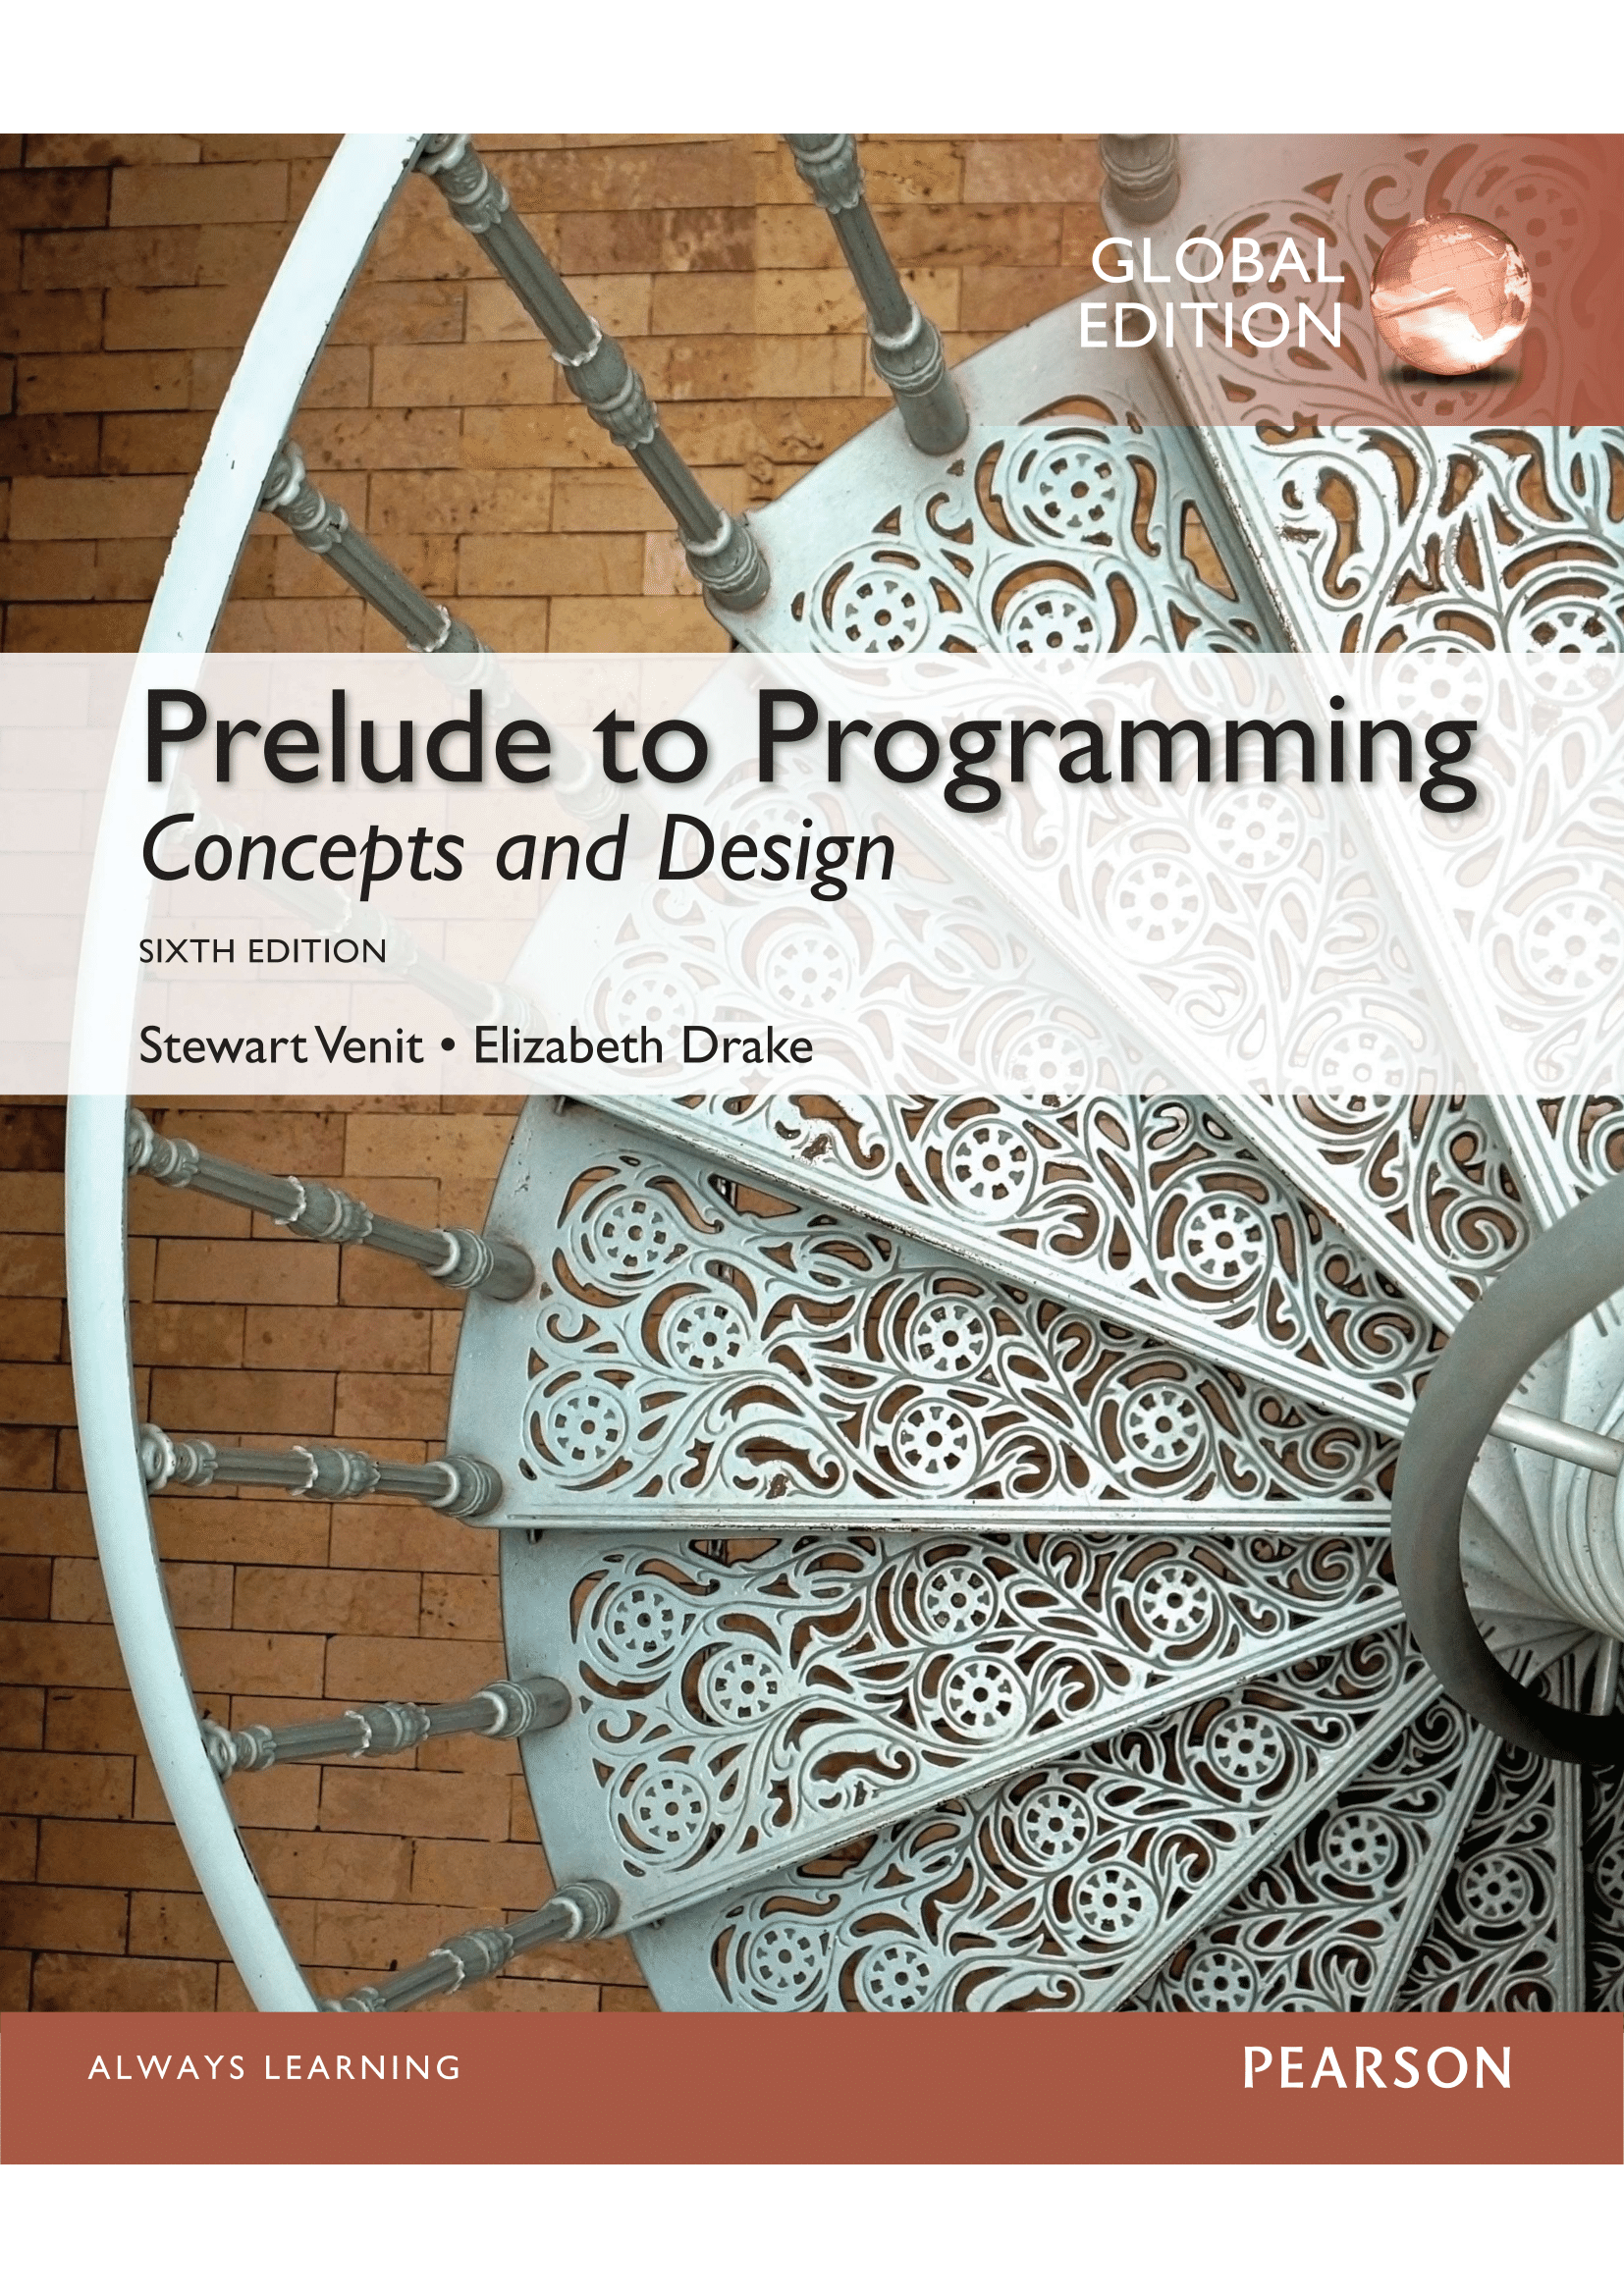 GLOBAL
EDITION
Prelude to Programming
Concepts and Design
SIXTH EDITION
Stewart Venit • Elizabeth Drake
ALWAYS LEARNING
PEARSON